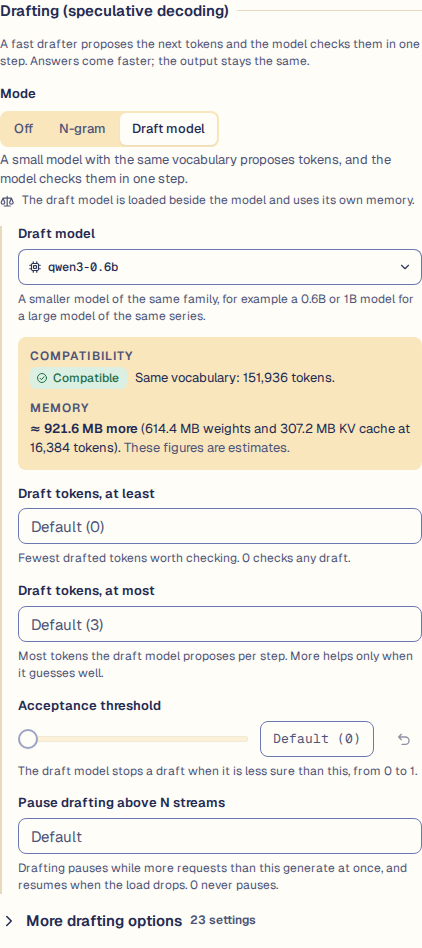 Drafting (speculative decoding)
A fast drafter proposes the next tokens and the model checks them in one
step. Answers come faster; the output stays the same.
Mode
Off N-gram Draft model
A small model with the same vocabulary proposes tokens, and the
model checks them in one step.
The draft model is loaded beside the model and uses its own memory.
Draft model
qwen3-0.6b
A smaller model of the same family, for example a 0.6B or 1B model for
a large model of the same series.
COMPATIBILITY
Compatible Same vocabulary: 151,936 tokens.
MEMORY
≈ 921.6 MB more (614.4 MB weights and 307.2 MB KV cache at
16,384 tokens). These figures are estimates.
Draft tokens, at least
Default (0)
Fewest drafted tokens worth checking. 0 checks any draft.
Draft tokens, at most
Default (3)
Most tokens the draft model proposes per step. More helps only when
it guesses well.
Acceptance threshold
Default (0)
The draft model stops a draft when it is less sure than this, from 0 to 1.
Pause drafting above N streams
Default
Drafting pauses while more requests than this generate at once, and
resumes when the load drops. 0 never pauses.
More drafting options 23 settings